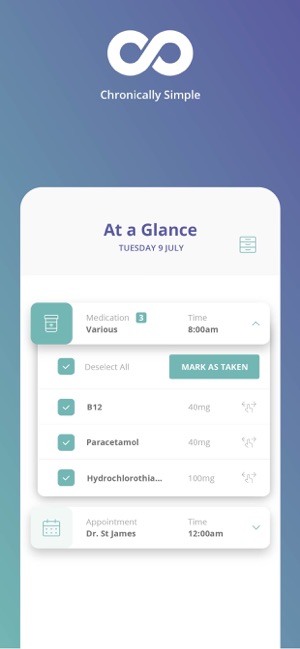 Chronically Simple
At a Glance
TUESDAY 9 JULY
Medication 3 Time
Various 8:00am
Deselect All MARK AS TAKEN
B12 40mg
Paracetamol 40mg
Hydrochlorothia... 100mg
Appointment Time
Dr. St James 12:00am